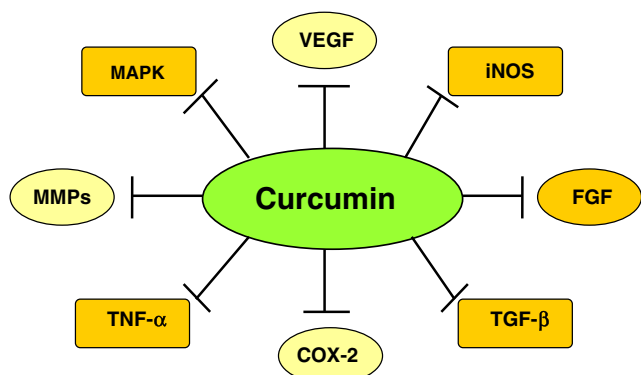 VEGF
MAPK
iNOS
MMPs
Curcumin
FGF
TNF-α
TGF-β
COX-2